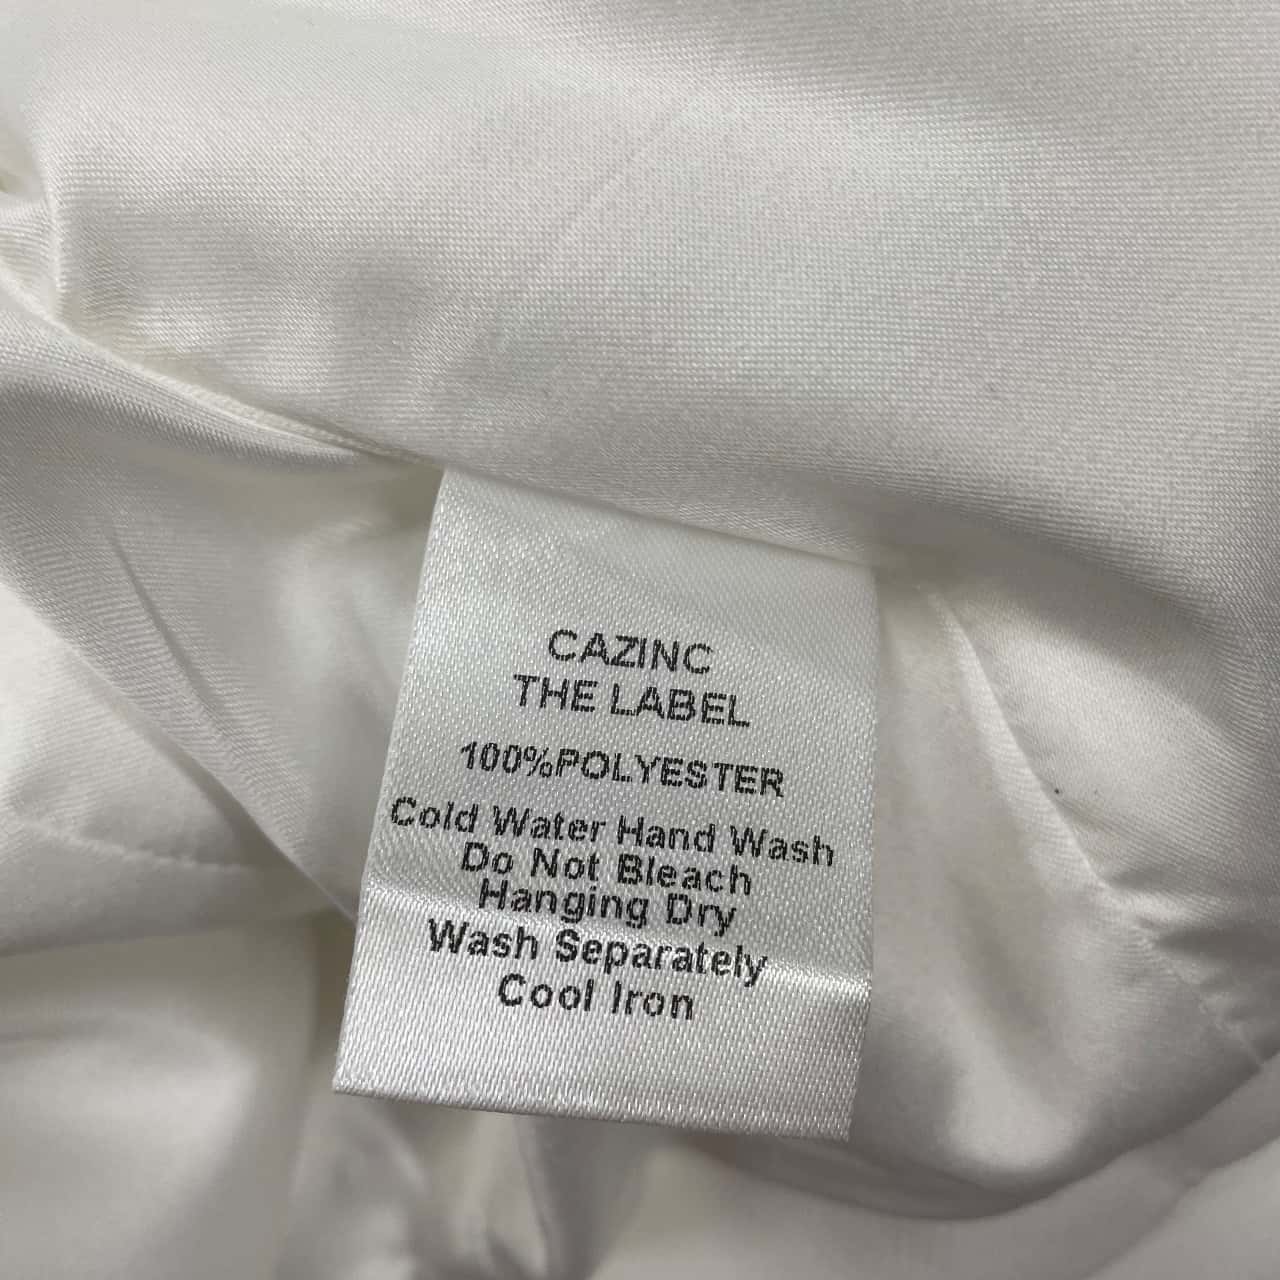 CAZINC
THE LABEL
100%POLYESTER
Cold Water Hand Wash
Do Not Bleach
Hanging Dry
Wash Separately
Cool Iron